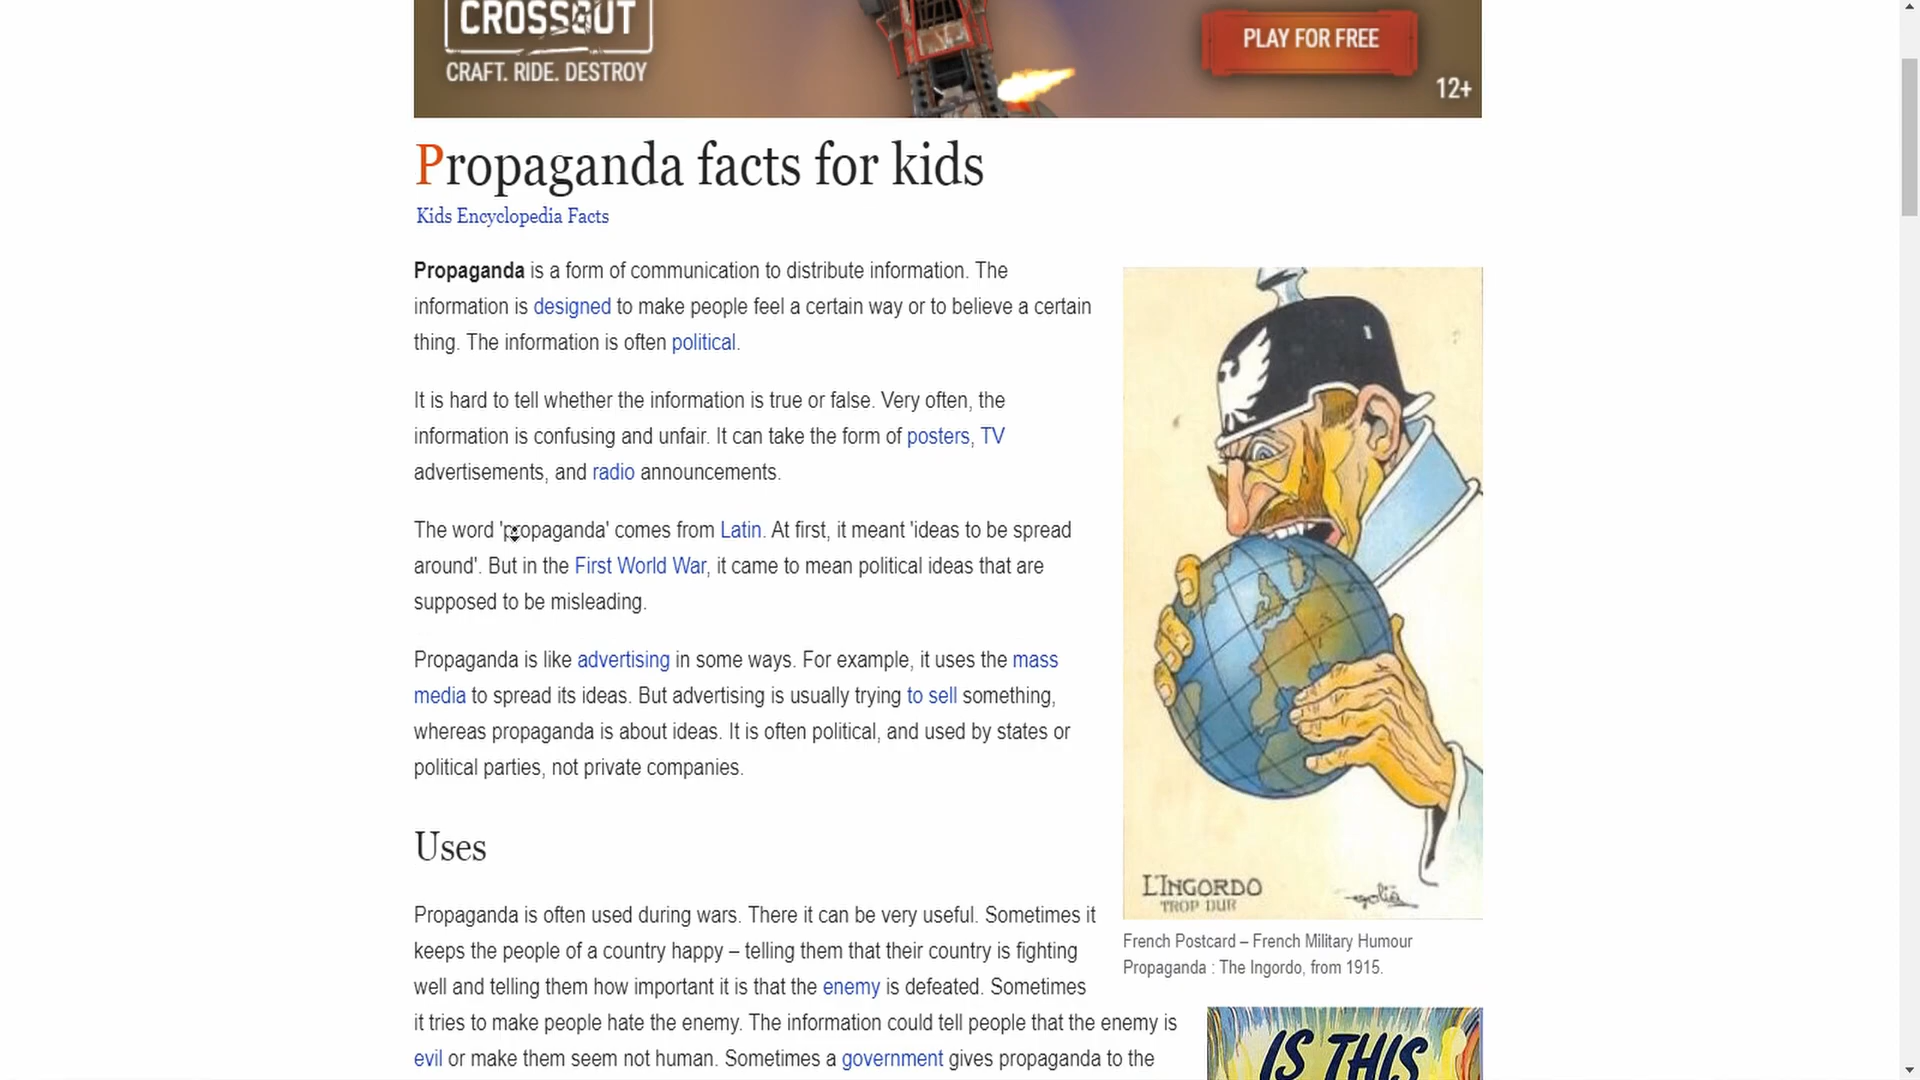 CROSSOUT
CRAFT. RIDE. DESTROY
PLAY FOR FREE
12+
Propaganda facts for kids
Kids Encyclopedia Facts
Propaganda is a form of communication to distribute information. The
information is designed to make people feel a certain way or to believe a certain
thing. The information is often political.
It is hard to tell whether the information is true or false. Very often, the
information is confusing and unfair. It can take the form of posters, TV
advertisements, and radio announcements.
The word 'propaganda' comes from Latin. At first, it meant 'ideas to be spread
around'. But in the First World War, it came to mean political ideas that are
supposed to be misleading.
Propaganda is like advertising in some ways. For example, it uses the mass
media to spread its ideas. But advertising is usually trying to sell something,
whereas propaganda is about ideas. It is often political, and used by states or
political parties, not private companies.
L'INGORDO
TROP DUR
golia
French Postcard – French Military Humour
Propaganda : The Ingordo, from 1915.
Uses
Propaganda is often used during wars. There it can be very useful. Sometimes it
keeps the people of a country happy – telling them that their country is fighting
well and telling them how important it is that the enemy is defeated. Sometimes
it tries to make people hate the enemy. The information could tell people that the enemy is
evil or make them seem not human. Sometimes a government gives propaganda to the
IS THIS